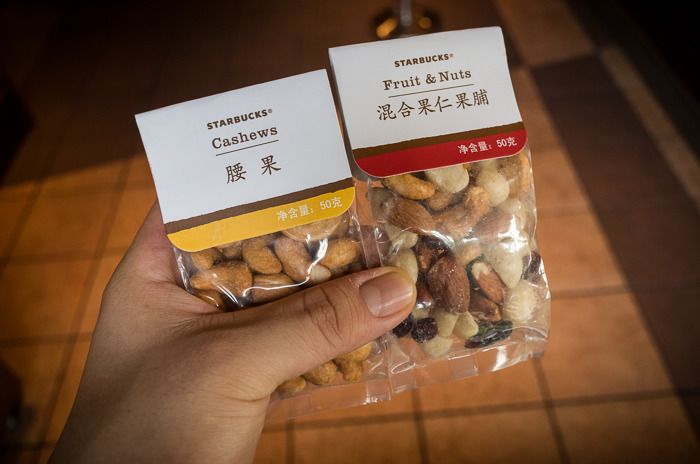 STARBUCKS®
Cashews
腰果
净含量：50克
STARBUCKS®
Fruit & Nuts
混合果仁果脯
净含量：50克